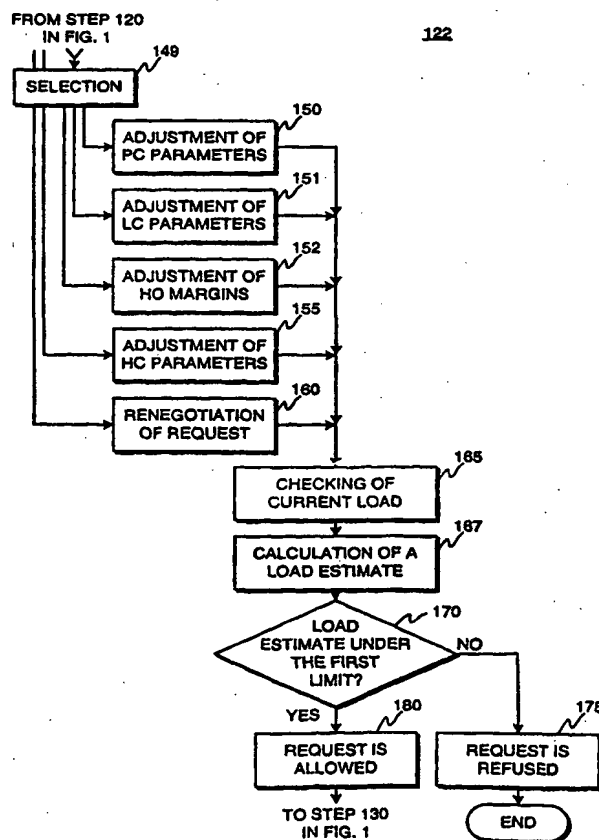 FROM STEP 120
IN FIG. 1
122
149
SELECTION
150
ADJUSTMENT OF
PC PARAMETERS
151
ADJUSTMENT OF
LC PARAMETERS
152
ADJUSTMENT OF
HO MARGINS
155
ADJUSTMENT OF
HC PARAMETERS
160
RENEGOTIATION
OF REQUEST
165
CHECKING OF
CURRENT LOAD
167
CALCULATION OF A
LOAD ESTIMATE
170
LOAD
ESTIMATE UNDER
THE FIRST
LIMIT?
NO
YES
180
REQUEST IS
ALLOWED
175
REQUEST IS
REFUSED
TO STEP 130
IN FIG. 1
END